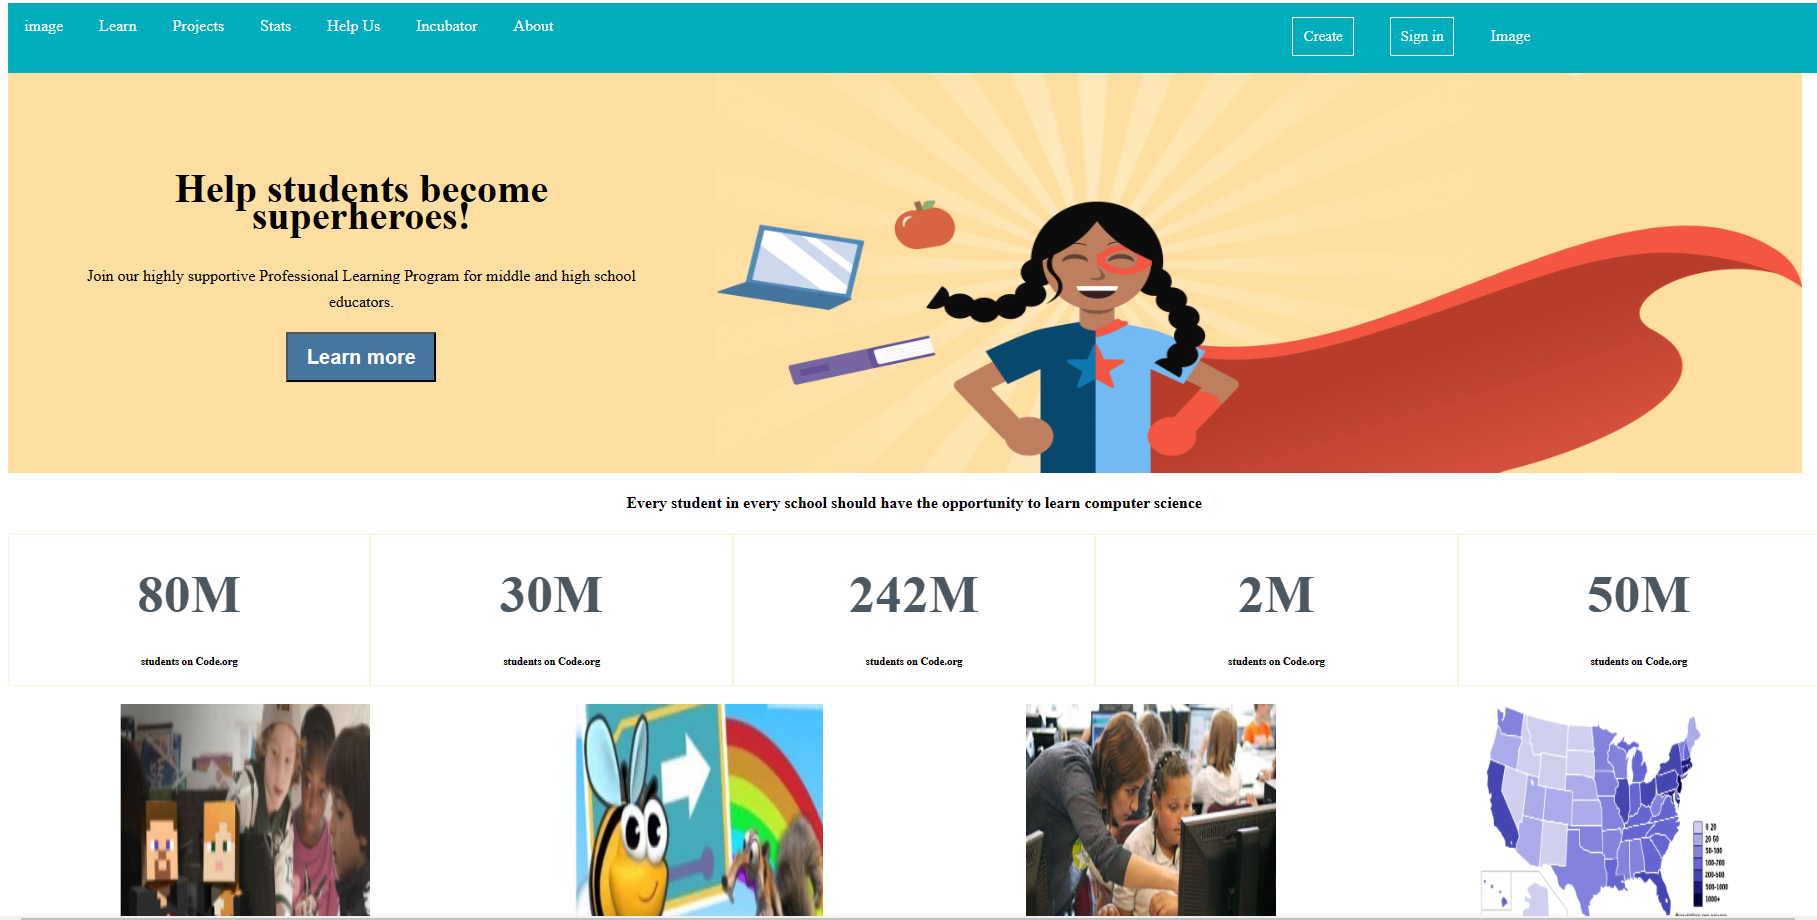 image Learn Projects Stats Help Us Incubator About Create Sign in Image
Help students become
superheroes!
Join our highly supportive Professional Learning Program for middle and high school
educators.
Learn more
Every student in every school should have the opportunity to learn computer science
80M 30M 242M 2M 50M
students on Code.org students on Code.org students on Code.org students on Code.org students on Code.org
0 20
20 50
50-100
100-200
200-500
500-1000
1000+